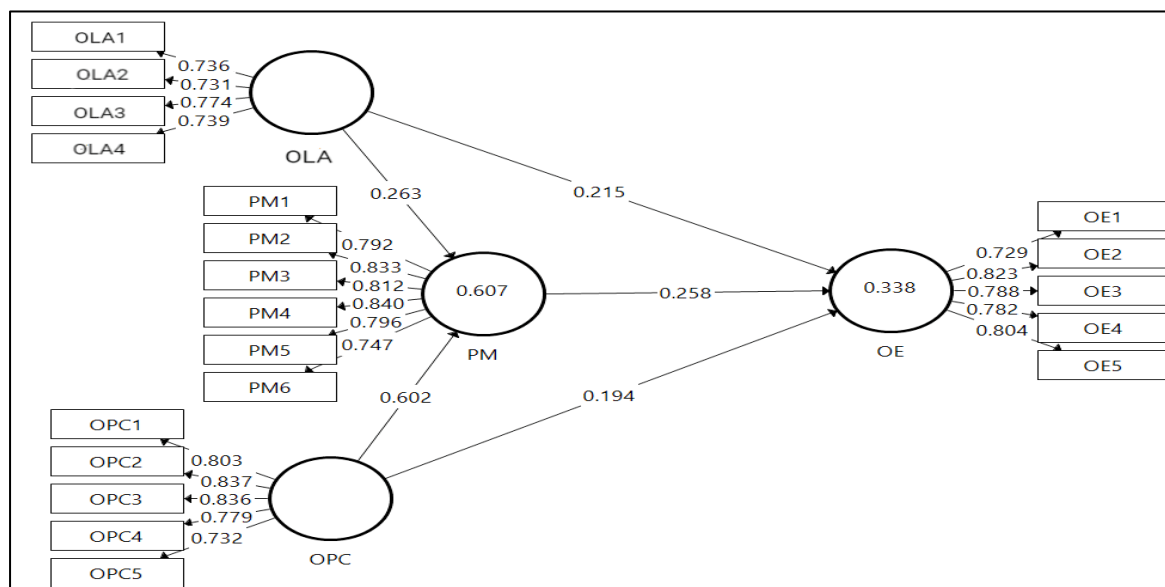 OLA1
OLA2
OLA3
OLA4
0.736
0.731
0.774
0.739
OLA
0.263
0.215
PM1
PM2
PM3
PM4
PM5
PM6
0.792
0.833
0.812
0.840
0.796
0.747
0.607
PM
0.258
0.338
OE
0.729
0.823
0.788
0.782
0.804
OE1
OE2
OE3
OE4
OE5
0.602
0.194
OPC1
OPC2
OPC3
OPC4
OPC5
0.803
0.837
0.836
0.779
0.732
OPC